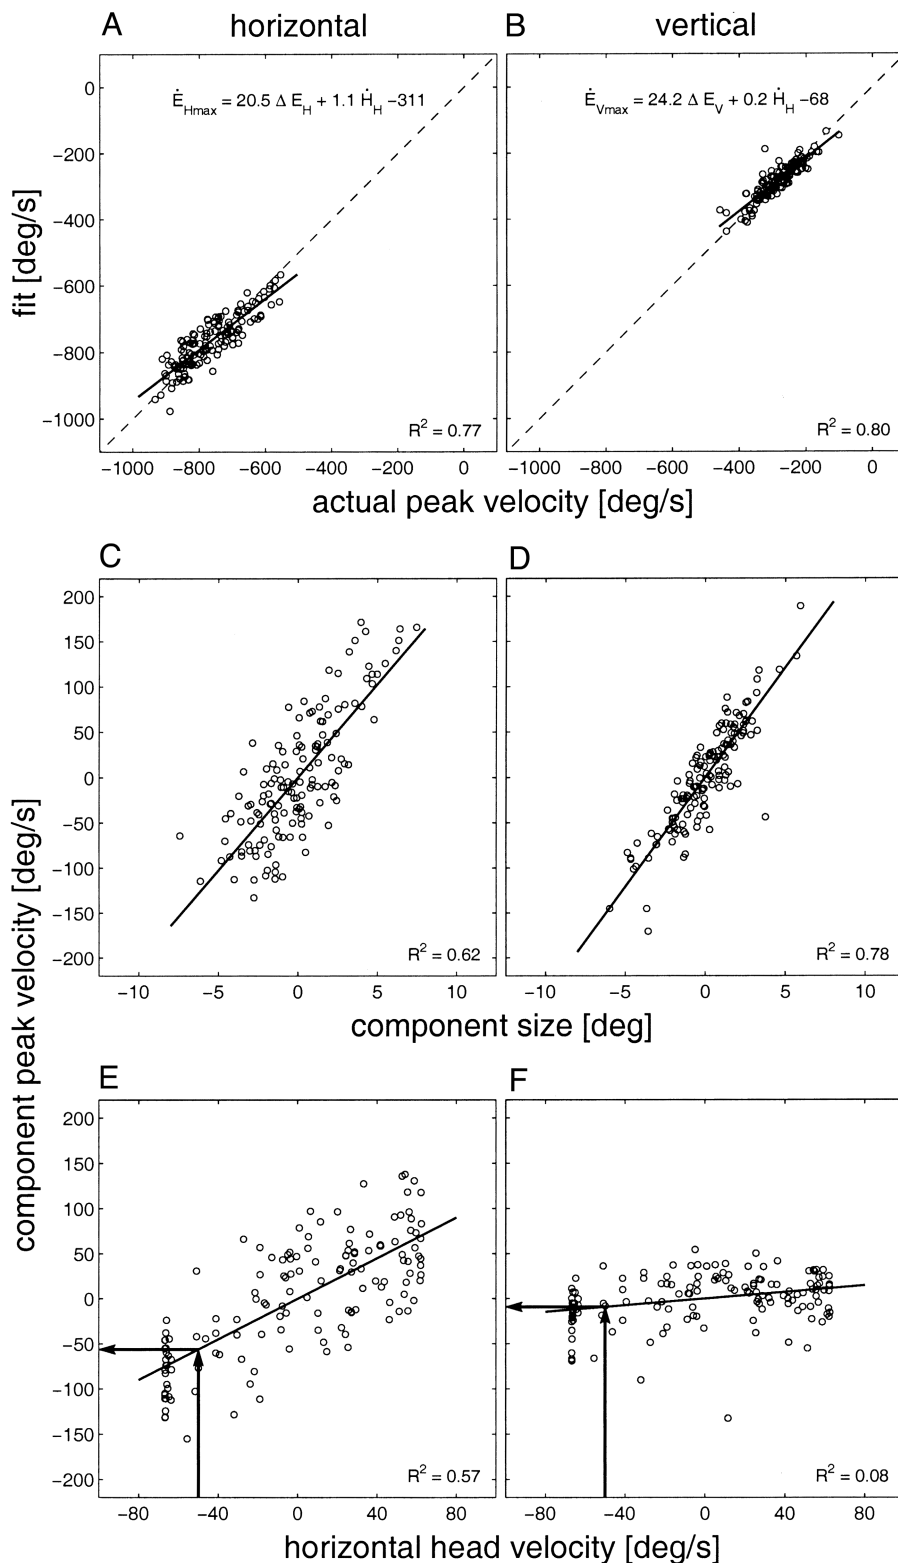 A horizontal B vertical
Ė_Hmax = 20.5 Δ E_H + 1.1 Ḣ_H −311
Ė_Vmax = 24.2 Δ E_V + 0.2 Ḣ_H −68
0
−200
−400
−600
−800
−1000
fit [deg/s]
R² = 0.77
R² = 0.80
−1000 −800 −600 −400 −200 0
−1000 −800 −600 −400 −200 0
actual peak velocity [deg/s]
C D
200
150
100
50
0
−50
−100
−150
−200
R² = 0.62
R² = 0.78
−10 −5 0 5 10
−10 −5 0 5 10
component size [deg]
component peak velocity [deg/s]
E F
200
150
100
50
0
−50
−100
−150
−200
R² = 0.57
R² = 0.08
−80 −40 0 40 80
−80 −40 0 40 80
horizontal head velocity [deg/s]